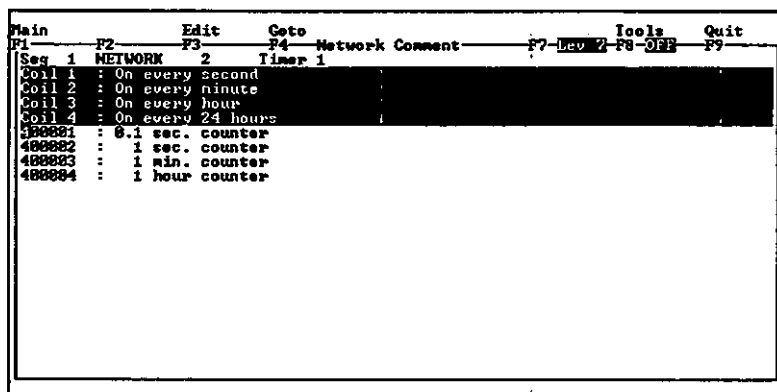 Main Edit Goto Tools Quit
F1 F2 F3 F4 Network Comment F7 Lev 2 F8 OFF F9
Seg 1 NETWORK 2 Timer 1
Coil 1 : On every second
Coil 2 : On every minute
Coil 3 : On every hour
Coil 4 : On every 24 hours
400001 : 0.1 sec. counter
400002 : 1 sec. counter
400003 : 1 min. counter
400004 : 1 hour counter